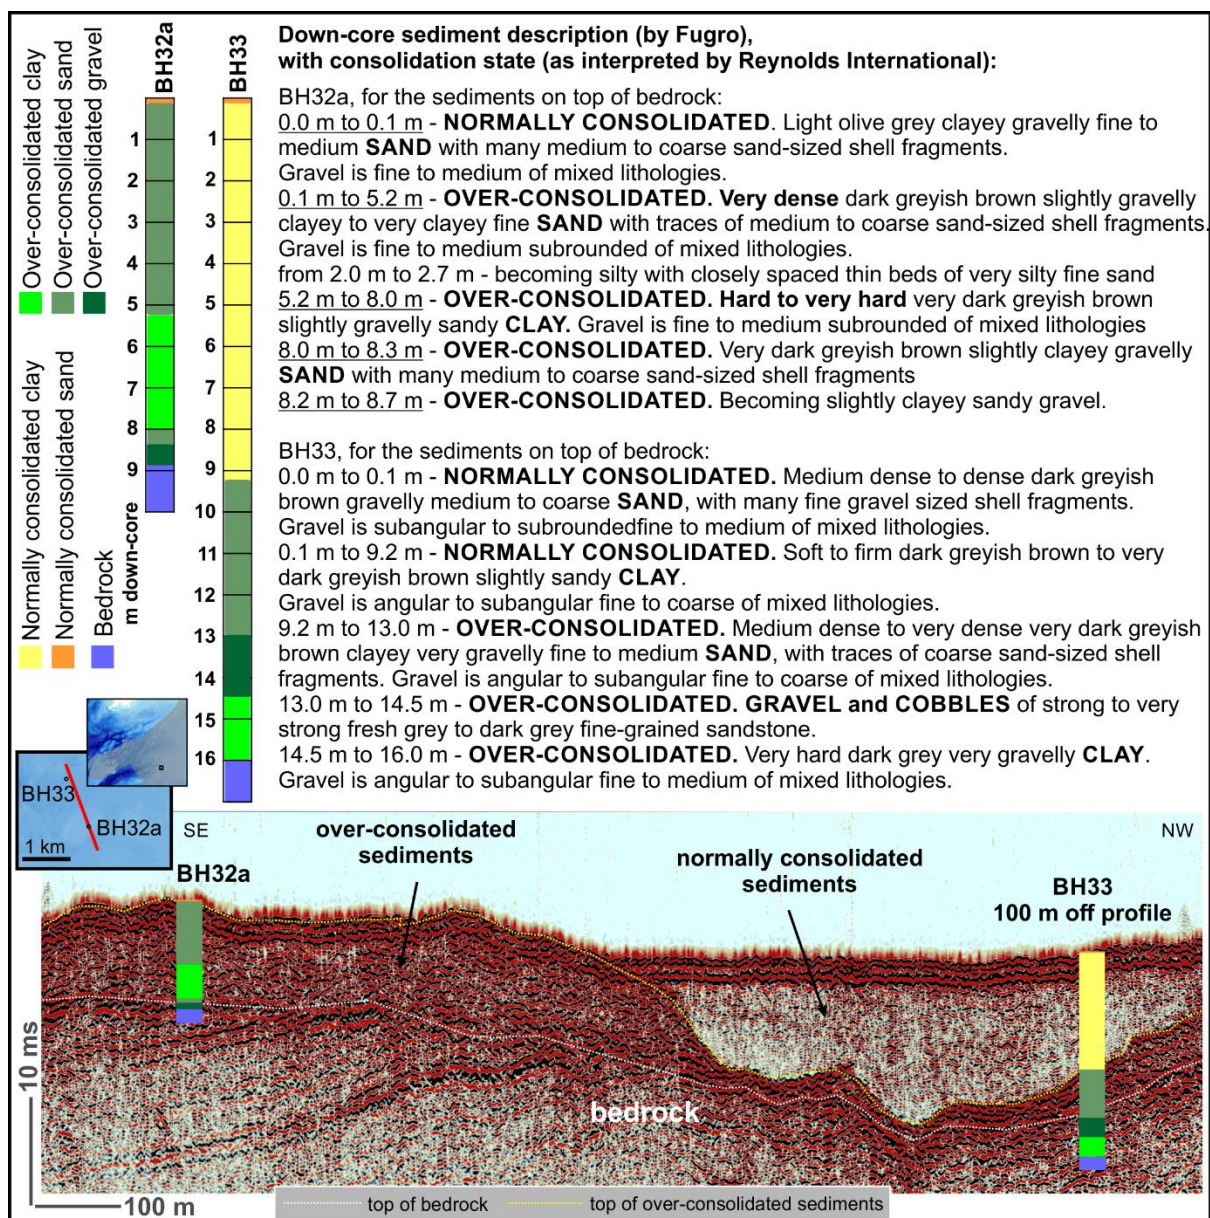 Down-core sediment description (by Fugro),
with consolidation state (as interpreted by Reynolds International):
BH32a, for the sediments on top of bedrock:
0.0 m to 0.1 m - NORMALLY CONSOLIDATED. Light olive grey clayey gravelly fine to
medium SAND with many medium to coarse sand-sized shell fragments.
Gravel is fine to medium of mixed lithologies.
0.1 m to 5.2 m - OVER-CONSOLIDATED. Very dense dark greyish brown slightly gravelly
clayey to very clayey fine SAND with traces of medium to coarse sand-sized shell fragments.
Gravel is fine to medium subrounded of mixed lithologies.
from 2.0 m to 2.7 m - becoming silty with closely spaced thin beds of very silty fine sand
5.2 m to 8.0 m - OVER-CONSOLIDATED. Hard to very hard very dark greyish brown
slightly gravelly sandy CLAY. Gravel is fine to medium subrounded of mixed lithologies
8.0 m to 8.3 m - OVER-CONSOLIDATED. Very dark greyish brown slightly clayey gravelly
SAND with many medium to coarse sand-sized shell fragments
8.2 m to 8.7 m - OVER-CONSOLIDATED. Becoming slightly clayey sandy gravel.
BH33, for the sediments on top of bedrock:
0.0 m to 0.1 m - NORMALLY CONSOLIDATED. Medium dense to dense dark greyish
brown gravelly medium to coarse SAND, with many fine gravel sized shell fragments.
Gravel is subangular to subroundedfine to medium of mixed lithologies.
0.1 m to 9.2 m - NORMALLY CONSOLIDATED. Soft to firm dark greyish brown to very
dark greyish brown slightly sandy CLAY.
Gravel is angular to subangular fine to coarse of mixed lithologies.
9.2 m to 13.0 m - OVER-CONSOLIDATED. Medium dense to very dense very dark greyish
brown clayey very gravelly fine to medium SAND, with traces of coarse sand-sized shell
fragments. Gravel is angular to subangular fine to coarse of mixed lithologies.
13.0 m to 14.5 m - OVER-CONSOLIDATED. GRAVEL and COBBLES of strong to very
strong fresh grey to dark grey fine-grained sandstone.
14.5 m to 16.0 m - OVER-CONSOLIDATED. Very hard dark grey very gravelly CLAY.
Gravel is angular to subangular fine to medium of mixed lithologies.
Over-consolidated clay
Over-consolidated sand
Over-consolidated gravel
Normally consolidated clay
Normally consolidated sand
Bedrock
m down-core
BH32a
1
2
3
4
5
6
7
8
9
BH33
1
2
3
4
5
6
7
8
9
10
11
12
13
14
15
16
BH33
BH32a
1 km
SE
NW
over-consolidated
sediments
normally consolidated
sediments
BH32a
BH33
100 m off profile
bedrock
10 ms
100 m
top of bedrock
top of over-consolidated sediments